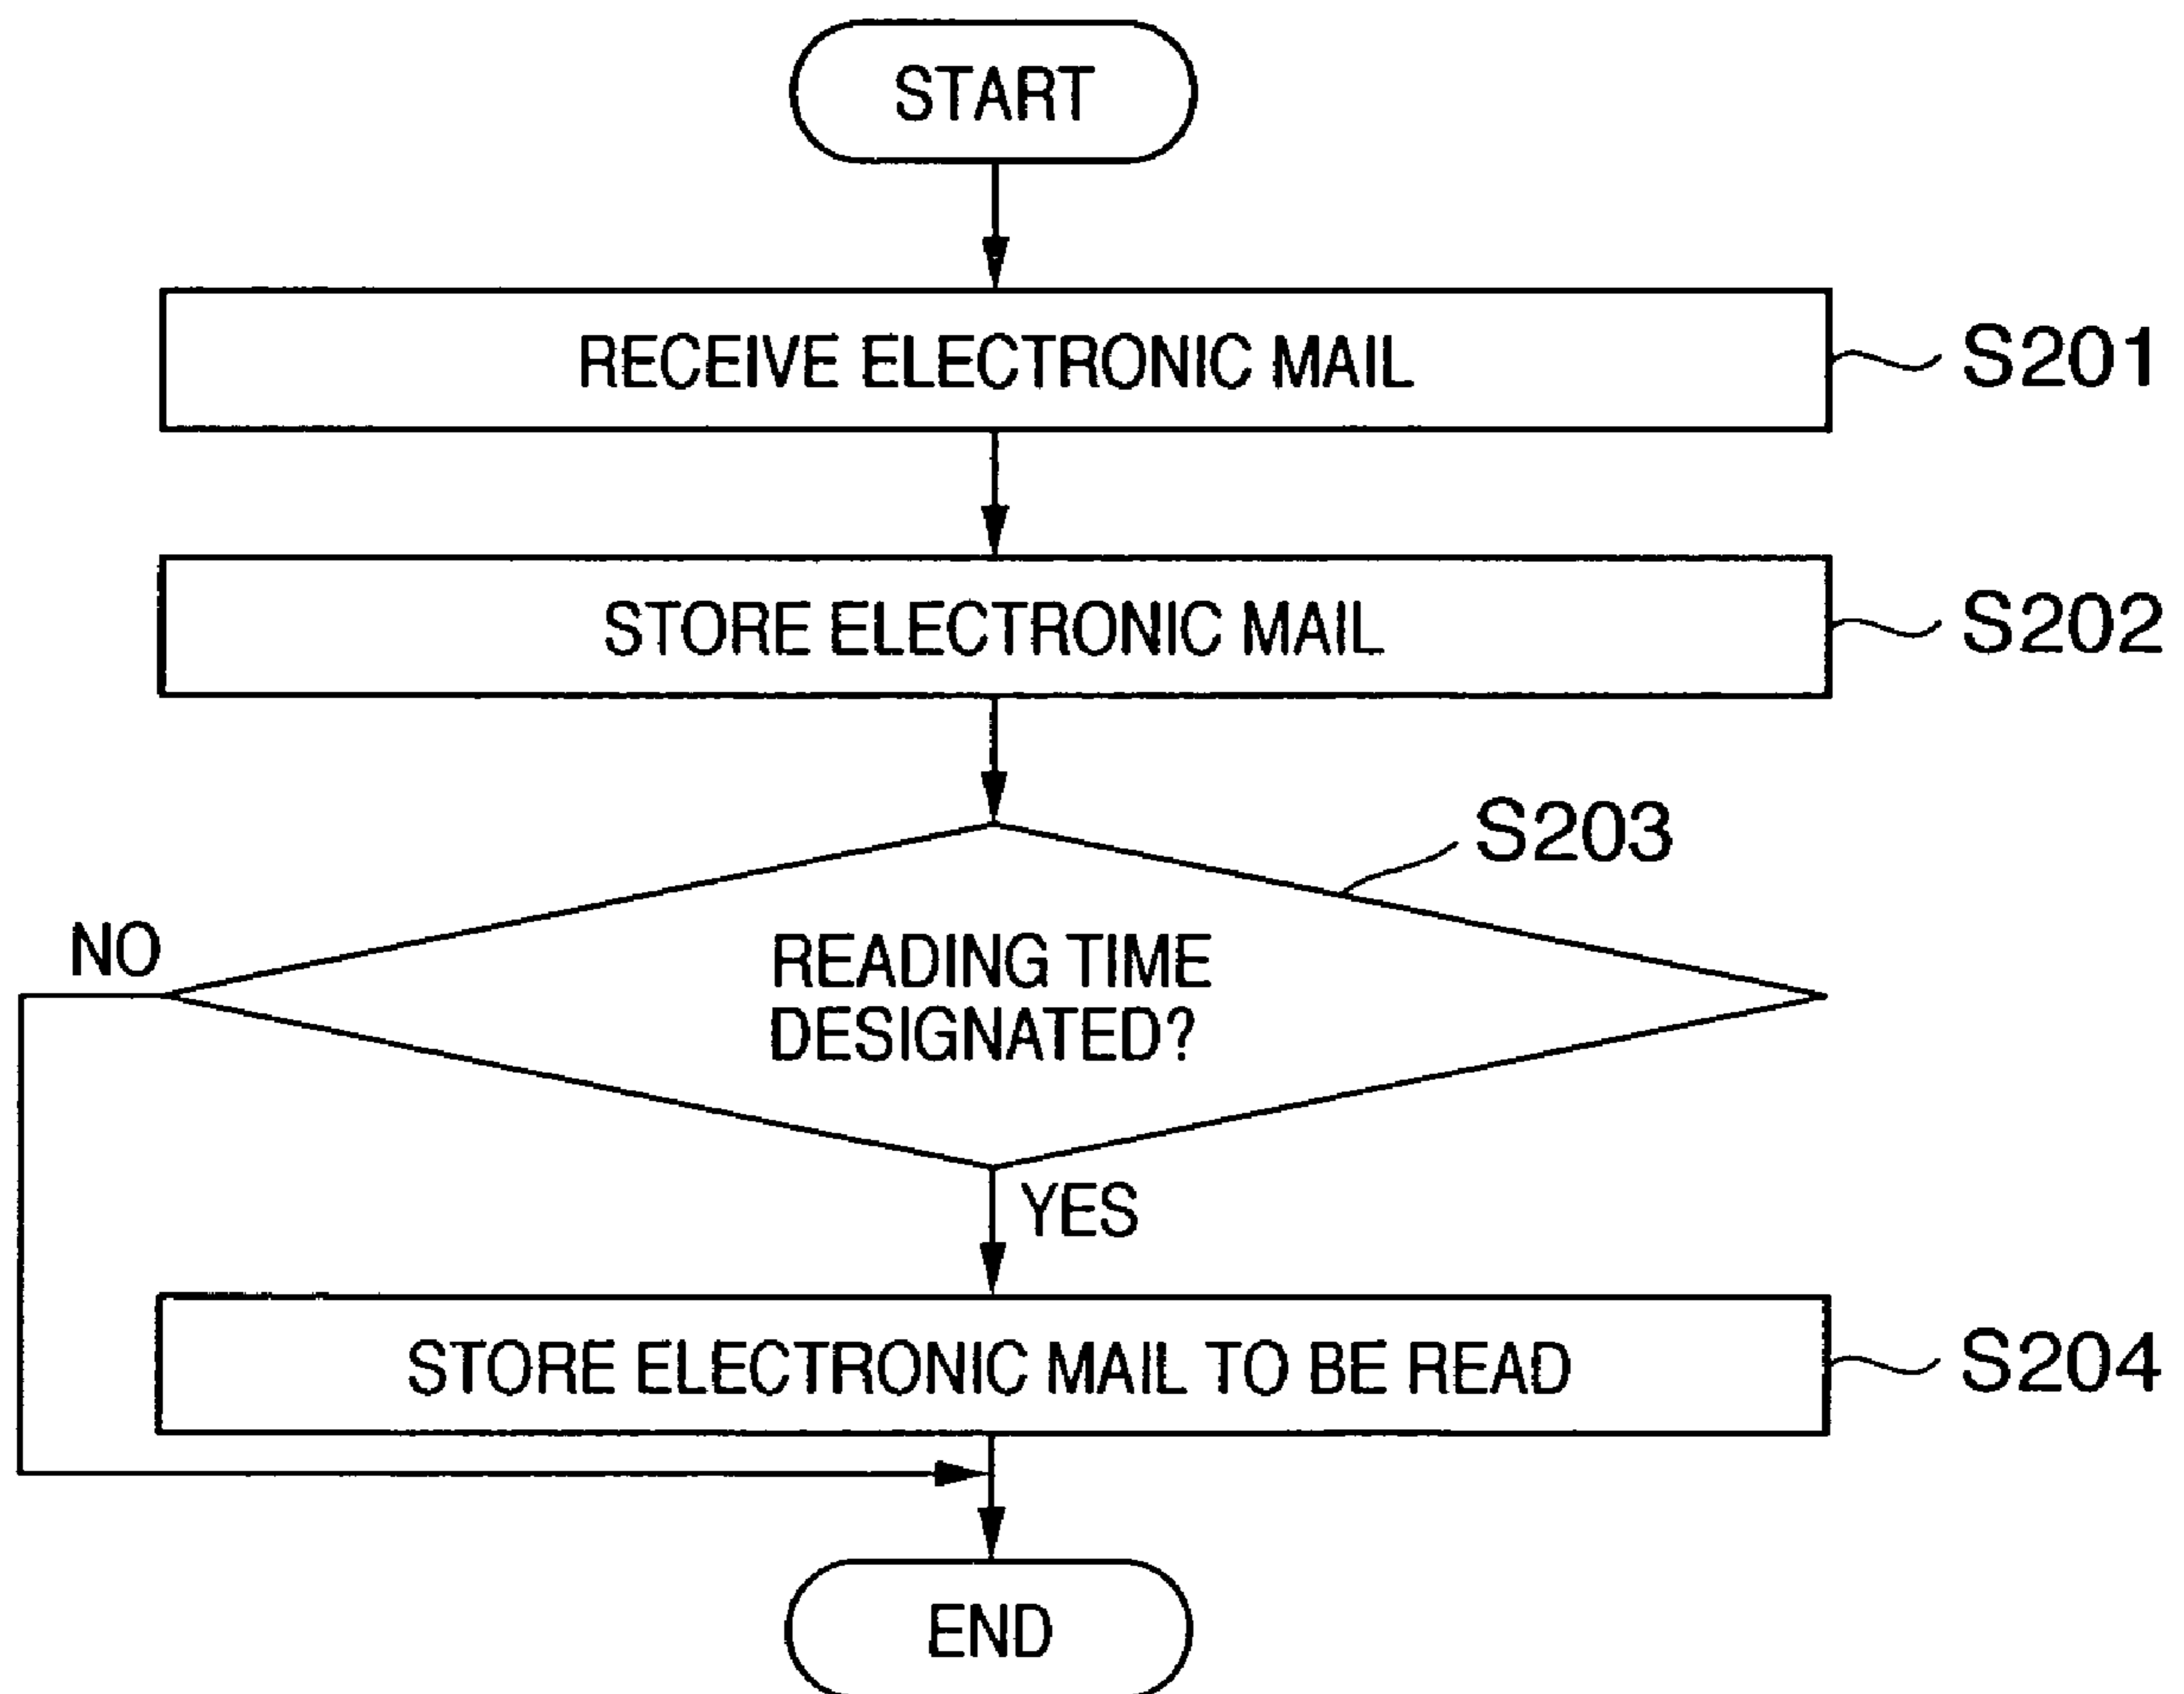 START
RECEIVE ELECTRONIC MAIL
S201
STORE ELECTRONIC MAIL
S202
S203
NO
READING TIME
DESIGNATED?
YES
STORE ELECTRONIC MAIL TO BE READ
S204
END